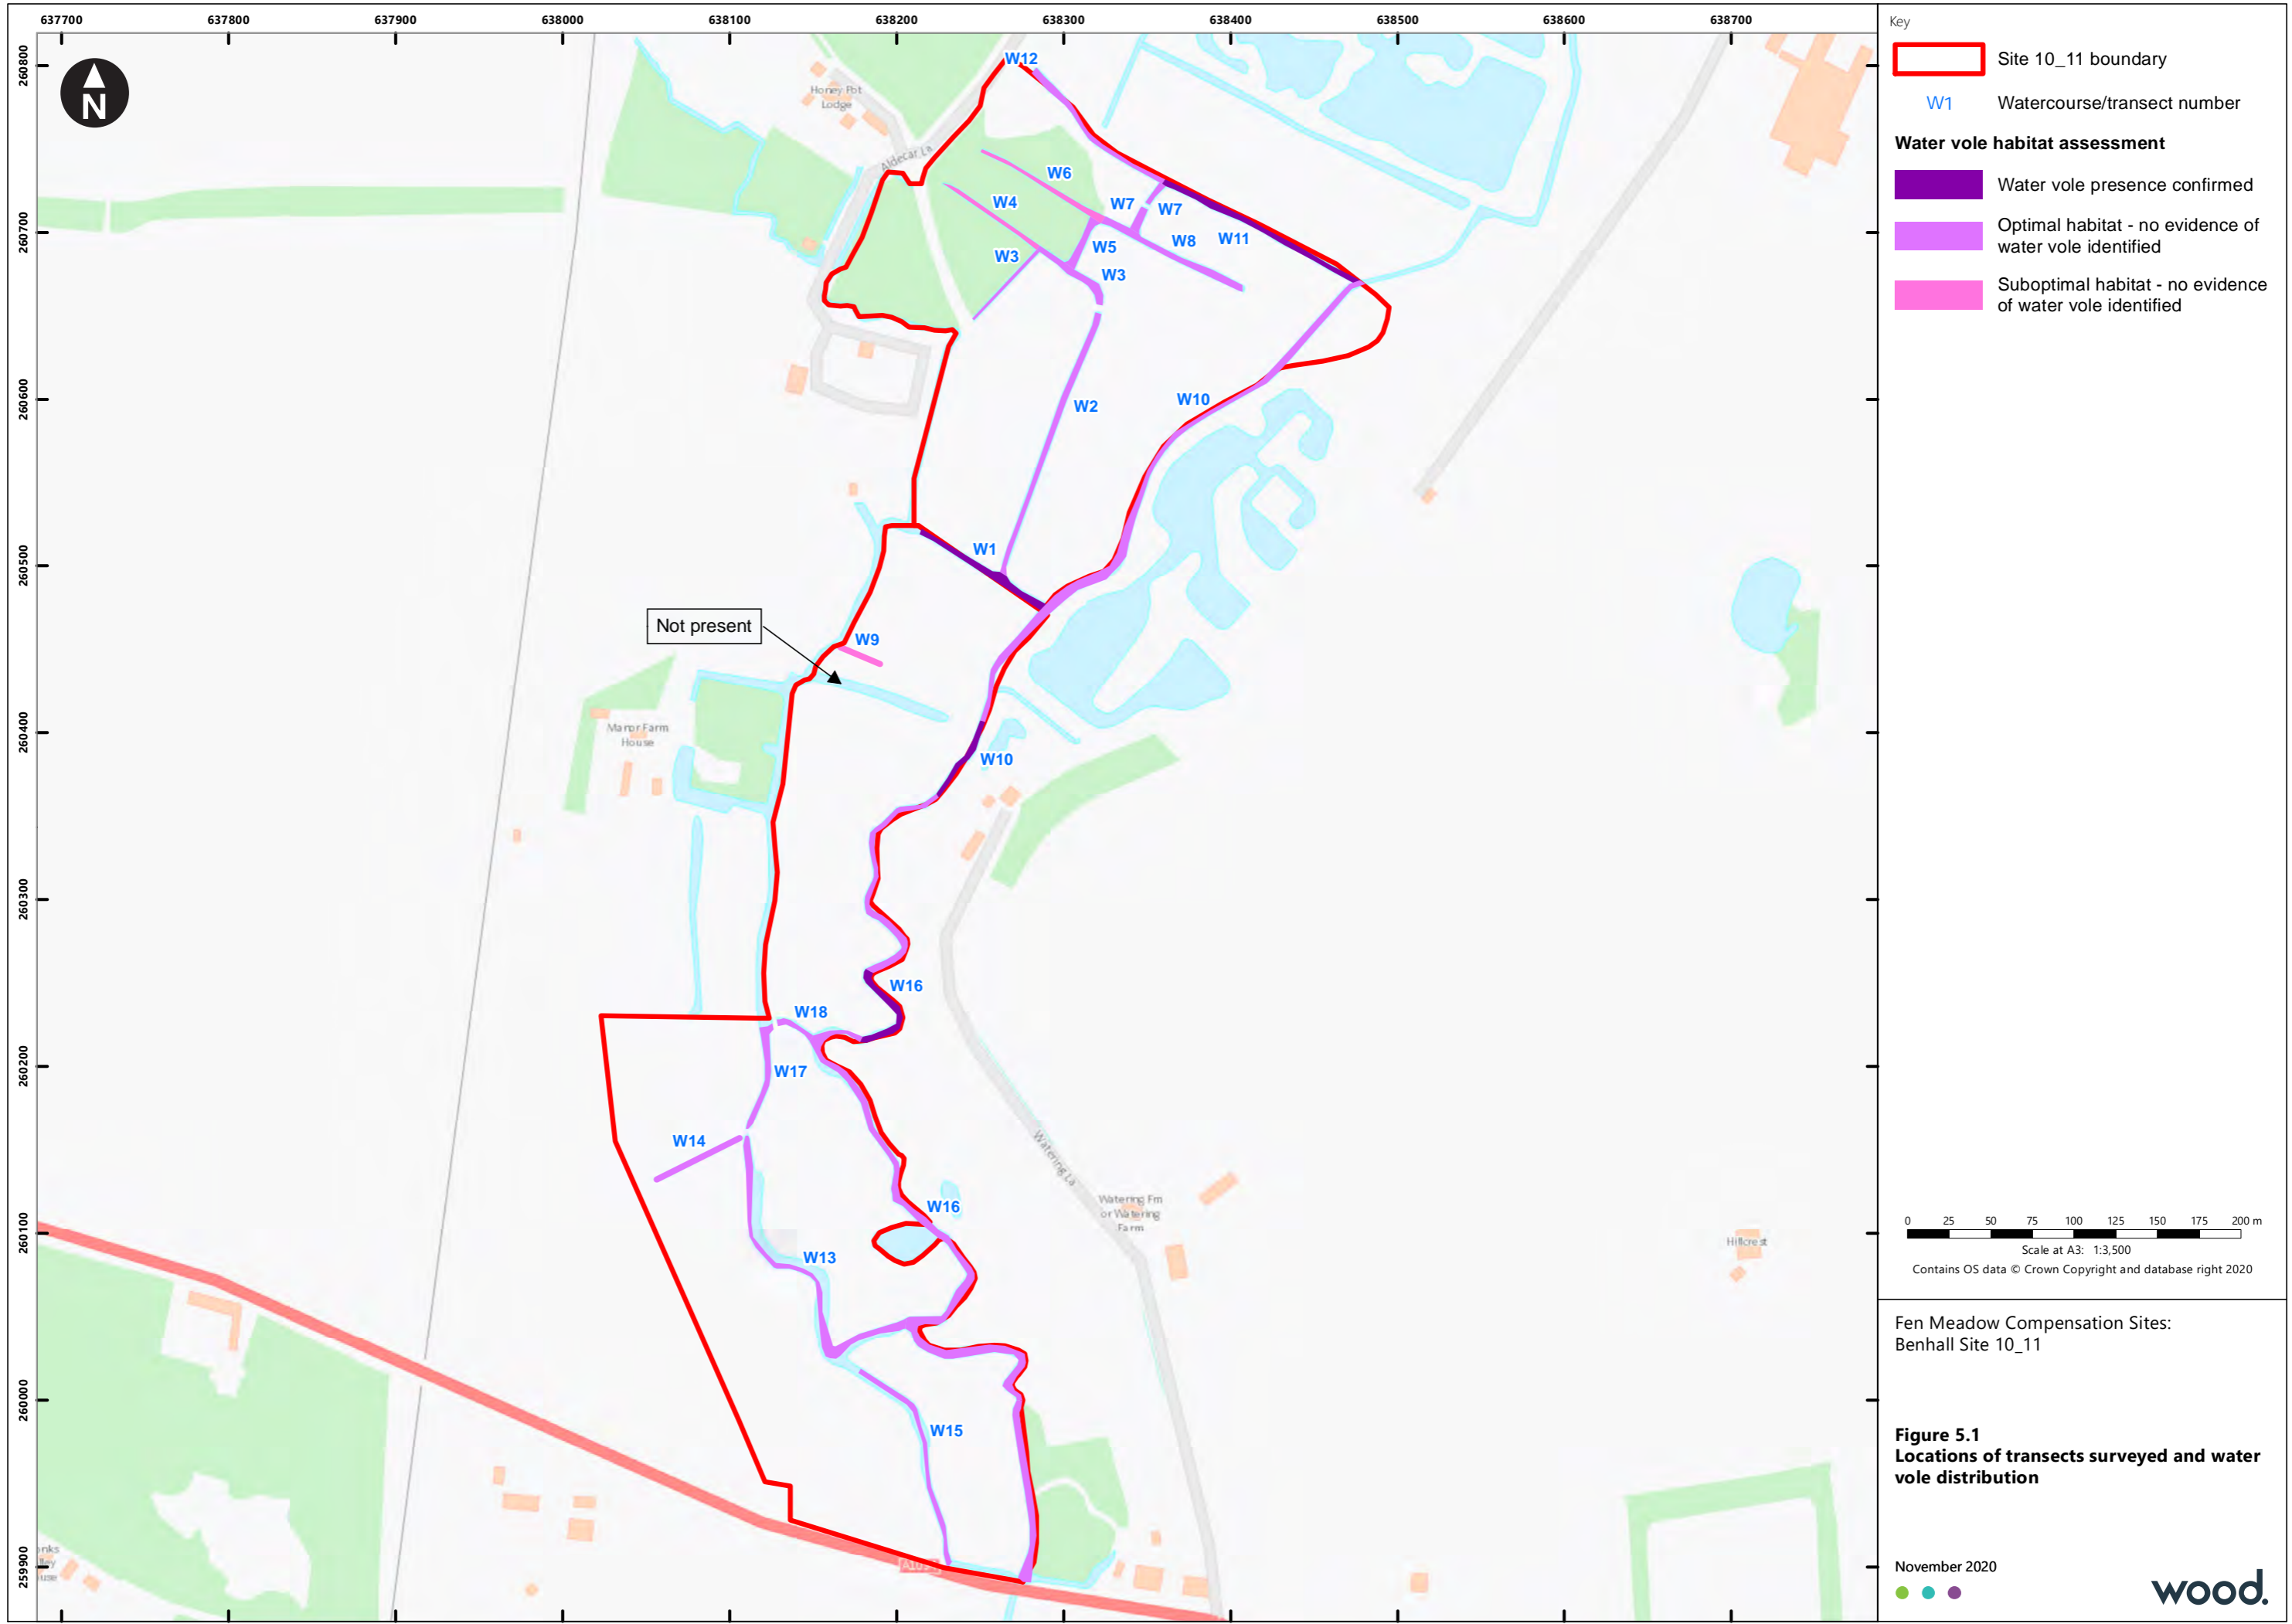 637700 637800 637900 638000 638100 638200 638300 638400 638500 638600 638700
260800
260700
260600
260500
260400
260300
260200
260100
260000
259900
N
W12
Honey Pot
Lodge
Aldecar La
W6
W4
W7
W7
W5
W8
W11
W3
W3
W10
W2
W1
Not present
W9
Manor Farm
House
W10
W16
W18
W17
W14
Watering La
W16
Watering Fm
or Watering
Farm
Hillcrest
W13
W15
Key
Site 10_11 boundary
W1 Watercourse/transect number
Water vole habitat assessment
Water vole presence confirmed
Optimal habitat - no evidence of
water vole identified
Suboptimal habitat - no evidence
of water vole identified
0 25 50 75 100 125 150 175 200 m
Scale at A3: 1:3,500
Contains OS data © Crown Copyright and database right 2020
Fen Meadow Compensation Sites:
Benhall Site 10_11
Figure 5.1
Locations of transects surveyed and water
vole distribution
November 2020
wood.